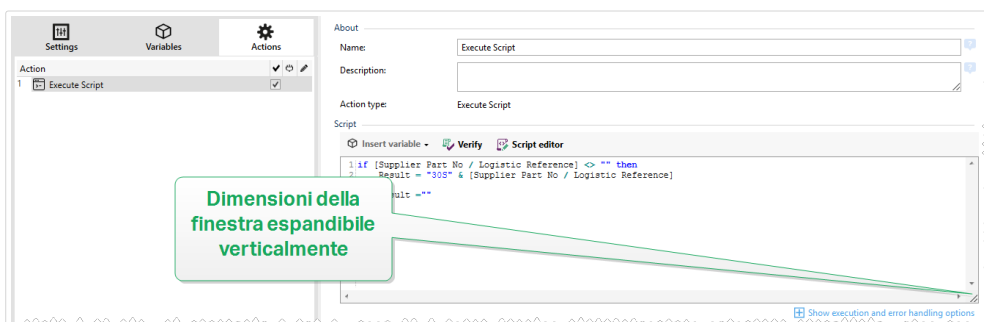 Settings
Variables
Actions
Action
1 Execute Script
About
Name:
Execute Script
Description:
Action type:
Execute Script
Script
Insert variable
Verify
Script editor
1 if [Supplier Part No / Logistic Reference] <> "" then
2 Result = "30S" & [Supplier Part No / Logistic Reference]
ult =""
Dimensioni della
finestra espandibile
verticalmente
Show execution and error handling options